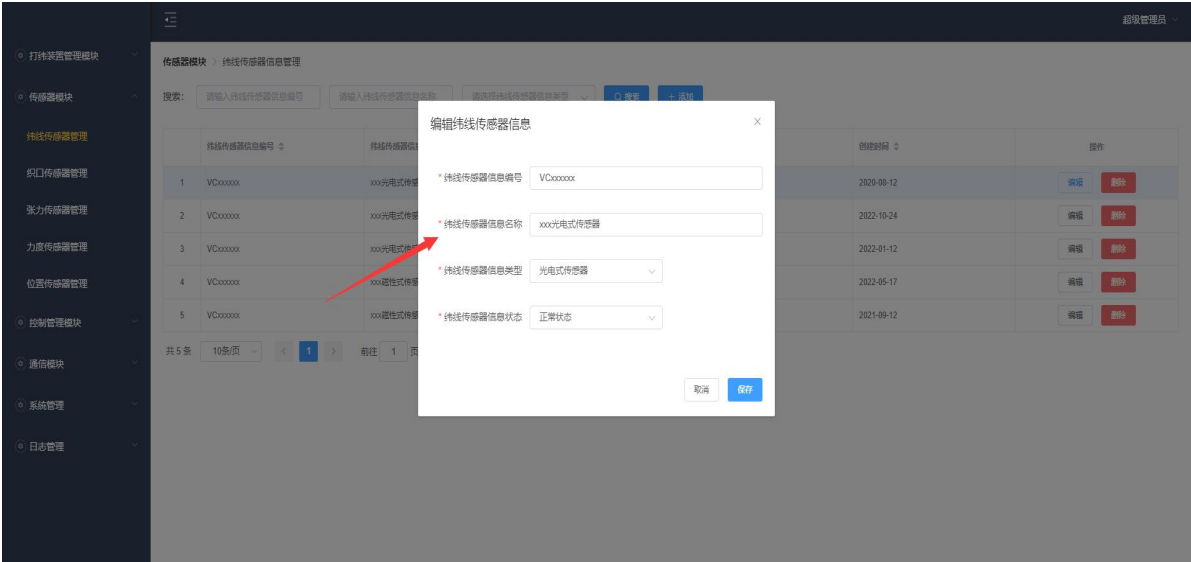 超级管理员
打纬装置管理模块
传感器模块
纬线传感器管理
织口传感器管理
张力传感器管理
力度传感器管理
位置传感器管理
控制管理模块
通信模块
系统管理
日志管理
传感器模块 > 纬线传感器信息管理
搜索: 请输入纬线传感器信息编号 请输入纬线传感器信息名称 请选择纬线传感器信息类型 搜索 + 添加
纬线传感器信息编号 纬线传感器信息 创建时间 操作
1 VCxxxxxx xxx光电式传感 2020-08-12 编辑 删除
2 VCxxxxxx xxx光电式传感 2022-10-24 编辑 删除
3 VCxxxxxx xxx光电式传感 2022-01-12 编辑 删除
4 VCxxxxxx xxx磁性式传感 2022-05-17 编辑 删除
5 VCxxxxxx xxx磁性式传感 2021-09-12 编辑 删除
共 5 条 10条/页 < 1 > 前往 1 页
编辑纬线传感器信息
* 纬线传感器信息编号 VCxxxxxx
* 纬线传感器信息名称 xxx光电式传感器
* 纬线传感器信息类型 光电式传感器
* 纬线传感器信息状态 正常状态
取消 保存